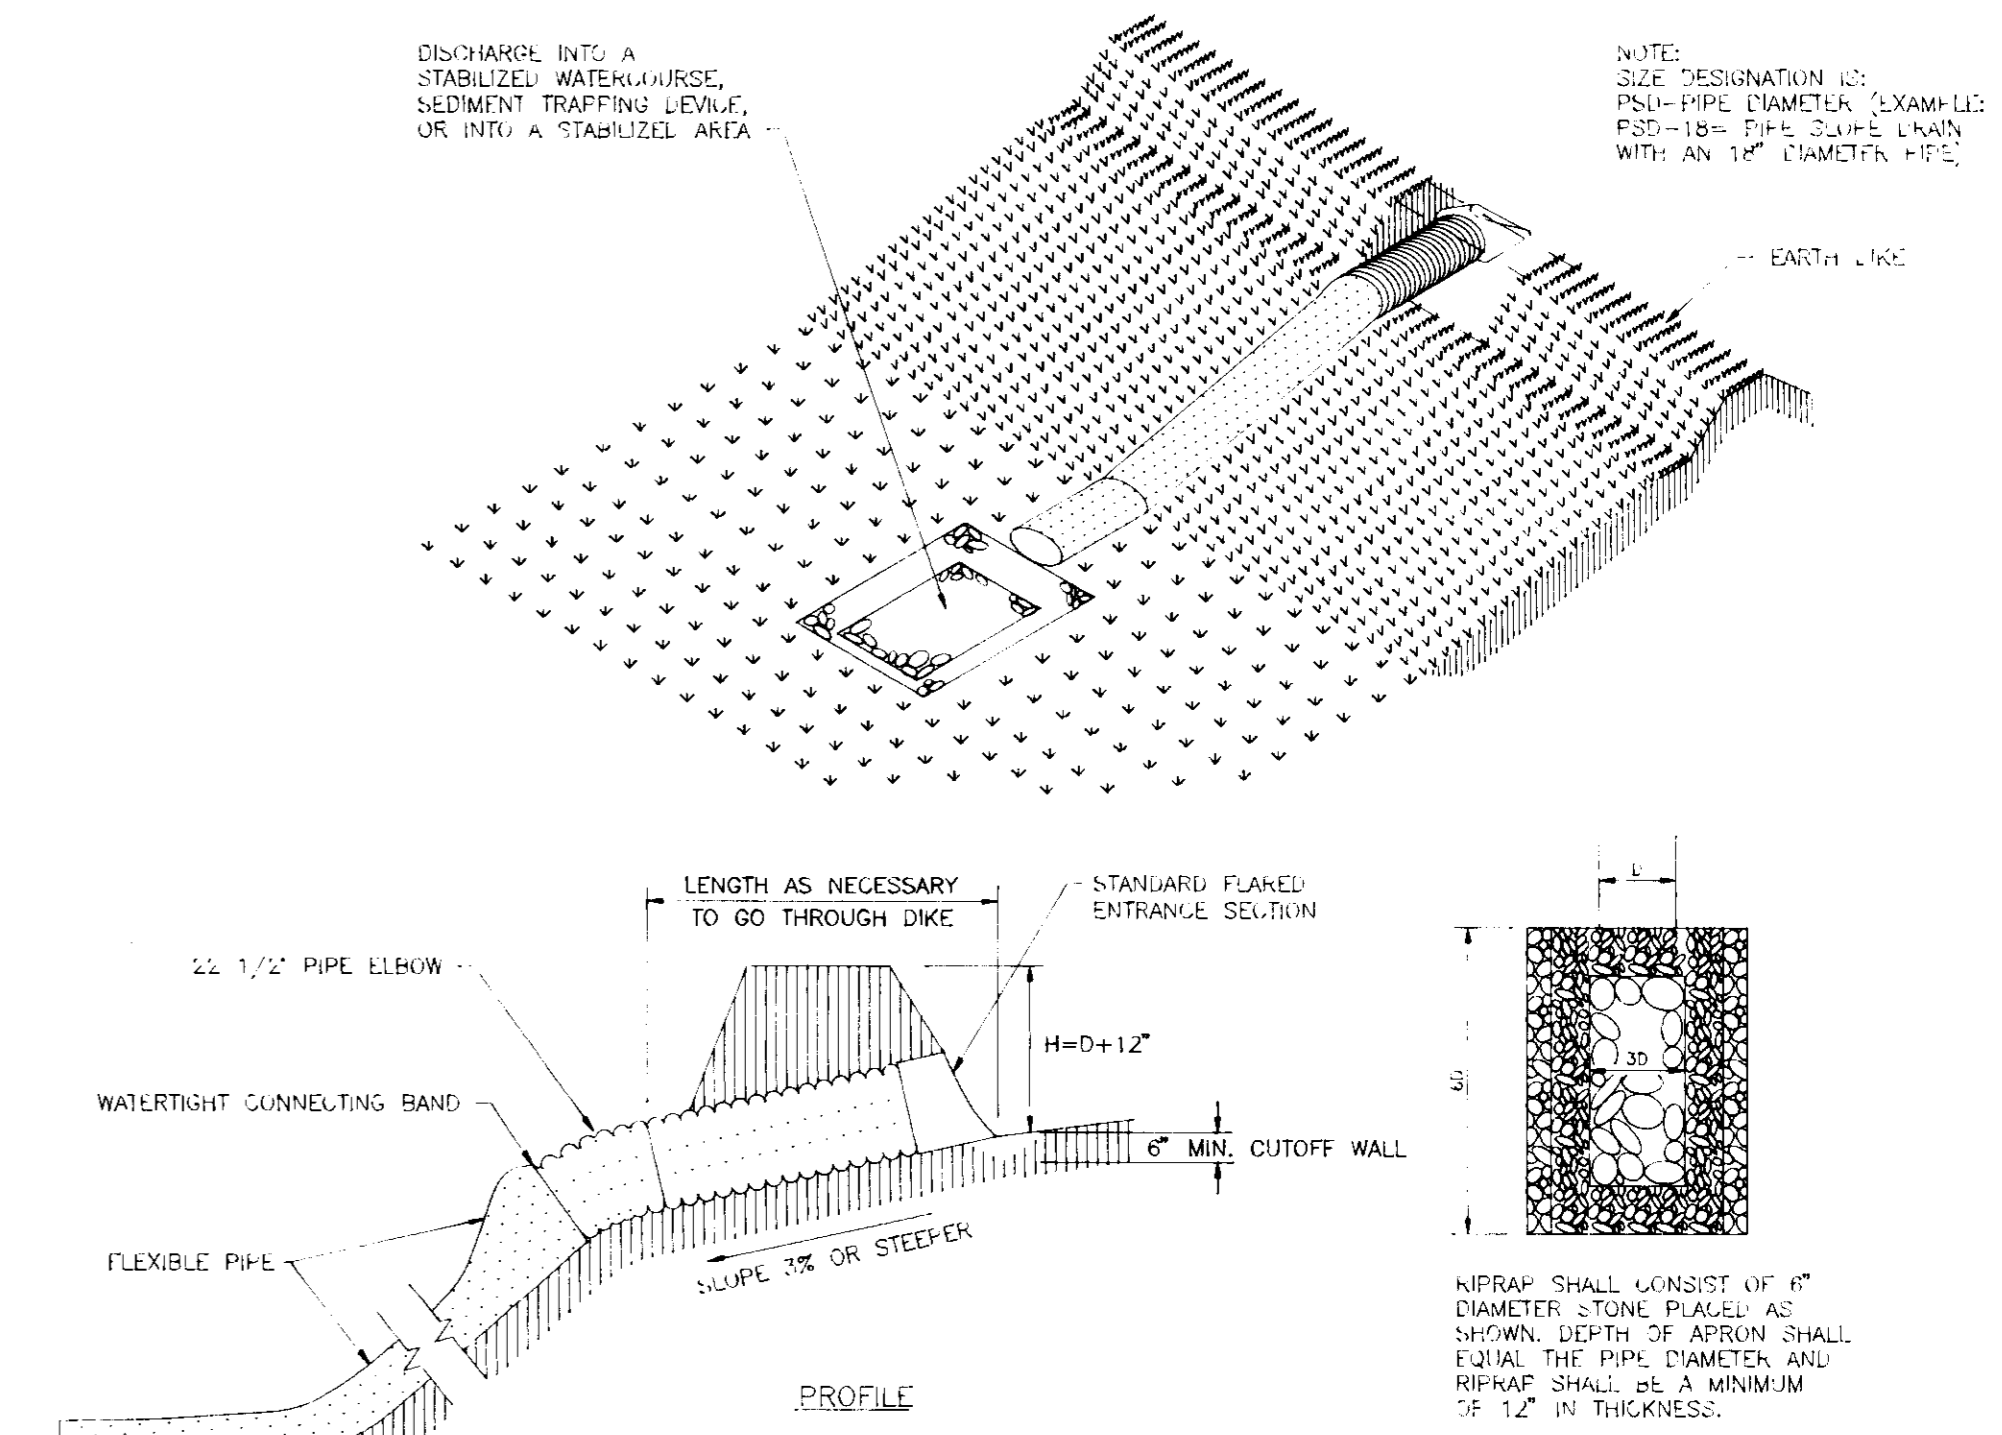 DISCHARGE INTO A
STABILIZED WATERCOURSE,
SEDIMENT TRAPPING DEVICE,
OR INTO A STABILIZED AREA
NOTE:
SIZE DESIGNATION IS:
PSD-PIPE DIAMETER (EXAMPLE:
PSD-18= PIPE SLOPE DRAIN
WITH AN 18" DIAMETER PIPE)
EARTH DIKE
LENGTH AS NECESSARY
TO GO THROUGH DIKE
STANDARD FLARED
ENTRANCE SECTION
22 1/2° PIPE ELBOW
H=D+12"
WATERTIGHT CONNECTING BAND
6" MIN. CUTOFF WALL
FLEXIBLE PIPE
SLOPE 3% OR STEEPER
PROFILE
D
3D
6D
RIPRAP SHALL CONSIST OF 6"
DIAMETER STONE PLACED AS
SHOWN. DEPTH OF APRON SHALL
EQUAL THE PIPE DIAMETER AND
RIPRAP SHALL BE A MINIMUM
OF 12" IN THICKNESS.